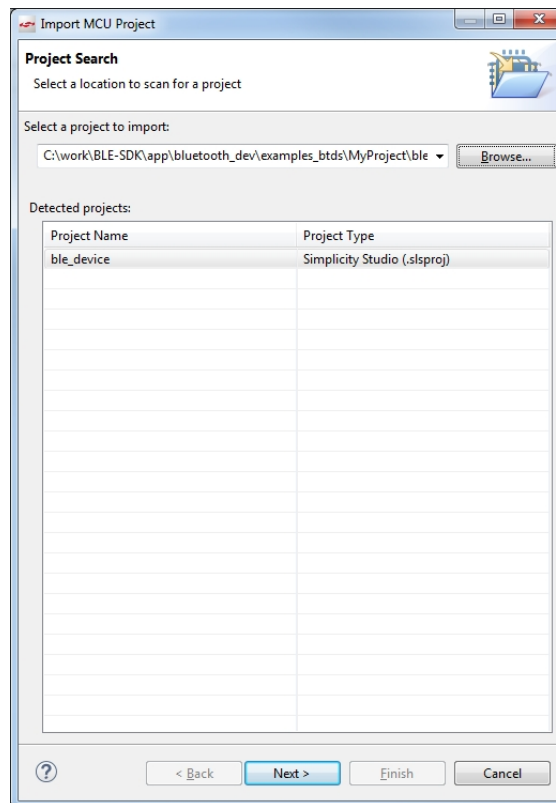 Import MCU Project
Project Search
Select a location to scan for a project
Select a project to import:
C:\work\BLE-SDK\app\bluetooth_dev\examples_btds\MyProject\ble
Browse...
Detected projects:
Project Name Project Type
ble_device Simplicity Studio (.slsproj)
? < Back Next > Finish Cancel